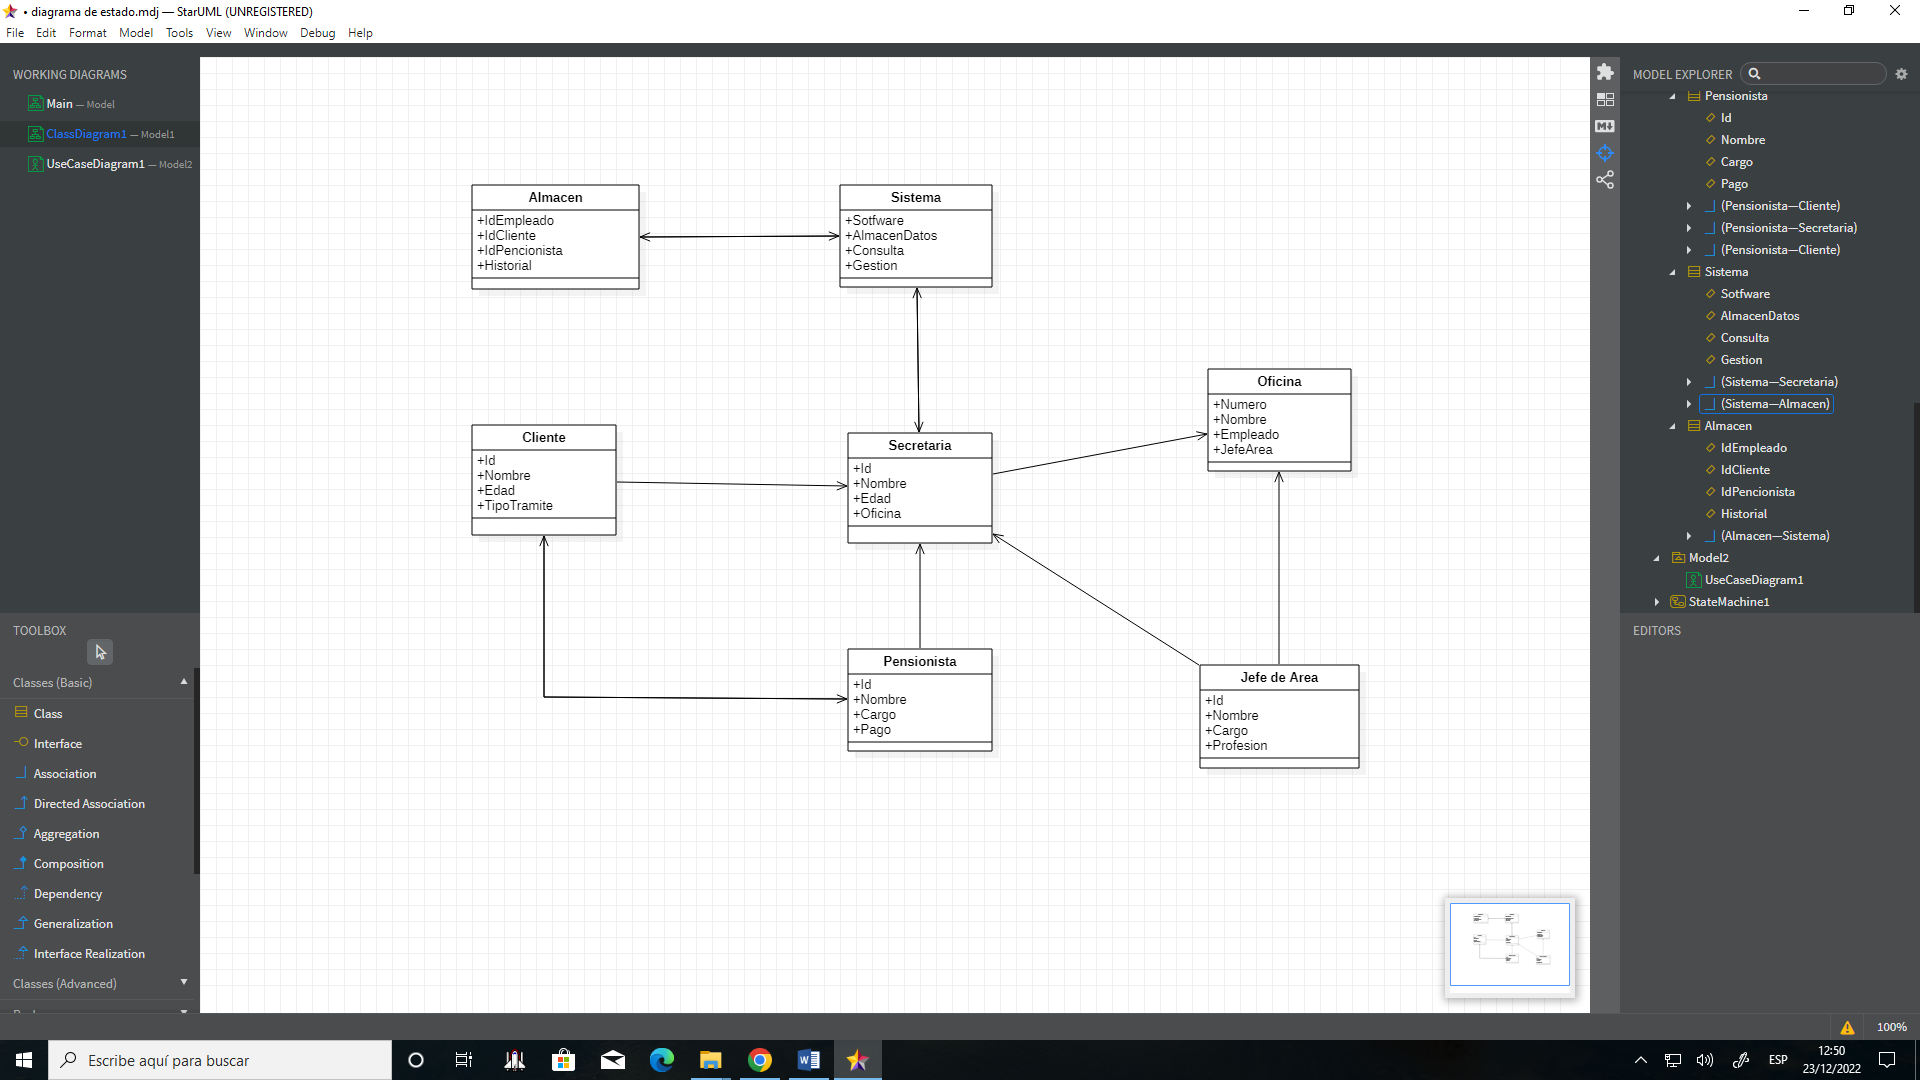 • diagrama de estado.mdj — StarUML (UNREGISTERED)
File Edit Format Model Tools View Window Debug Help
WORKING DIAGRAMS
Main — Model
ClassDiagram1 — Model1
UseCaseDiagram1 — Model2
TOOLBOX
Classes (Basic)
Class
Interface
Association
Directed Association
Aggregation
Composition
Dependency
Generalization
Interface Realization
Classes (Advanced)
Almacen
+IdEmpleado
+IdCliente
+IdPencionista
+Historial
Sistema
+Sotfware
+AlmacenDatos
+Consulta
+Gestion
Oficina
+Numero
+Nombre
+Empleado
+JefeArea
Cliente
+Id
+Nombre
+Edad
+TipoTramite
Secretaria
+Id
+Nombre
+Edad
+Oficina
Pensionista
+Id
+Nombre
+Cargo
+Pago
Jefe de Area
+Id
+Nombre
+Cargo
+Profesion
MODEL EXPLORER
Pensionista
Id
Nombre
Cargo
Pago
(Pensionista—Cliente)
(Pensionista—Secretaria)
(Pensionista—Cliente)
Sistema
Sotfware
AlmacenDatos
Consulta
Gestion
(Sistema—Secretaria)
(Sistema—Almacen)
Almacen
IdEmpleado
IdCliente
IdPencionista
Historial
(Almacen—Sistema)
Model2
UseCaseDiagram1
StateMachine1
EDITORS
100%
Escribe aquí para buscar
ESP
12:50
23/12/2022